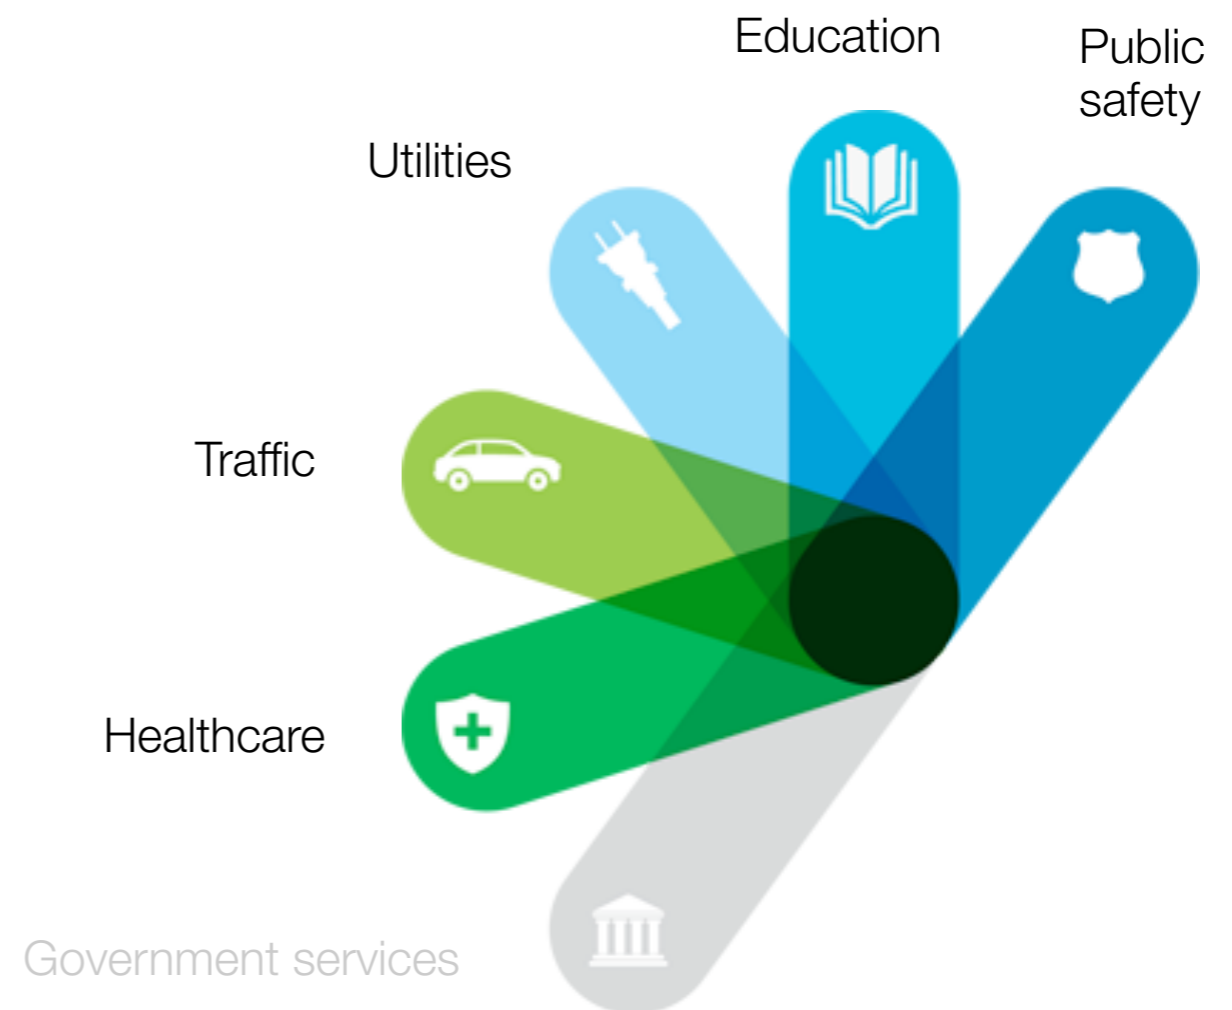 Education
Public
safety
Utilities
Traffic
Healthcare
Government services